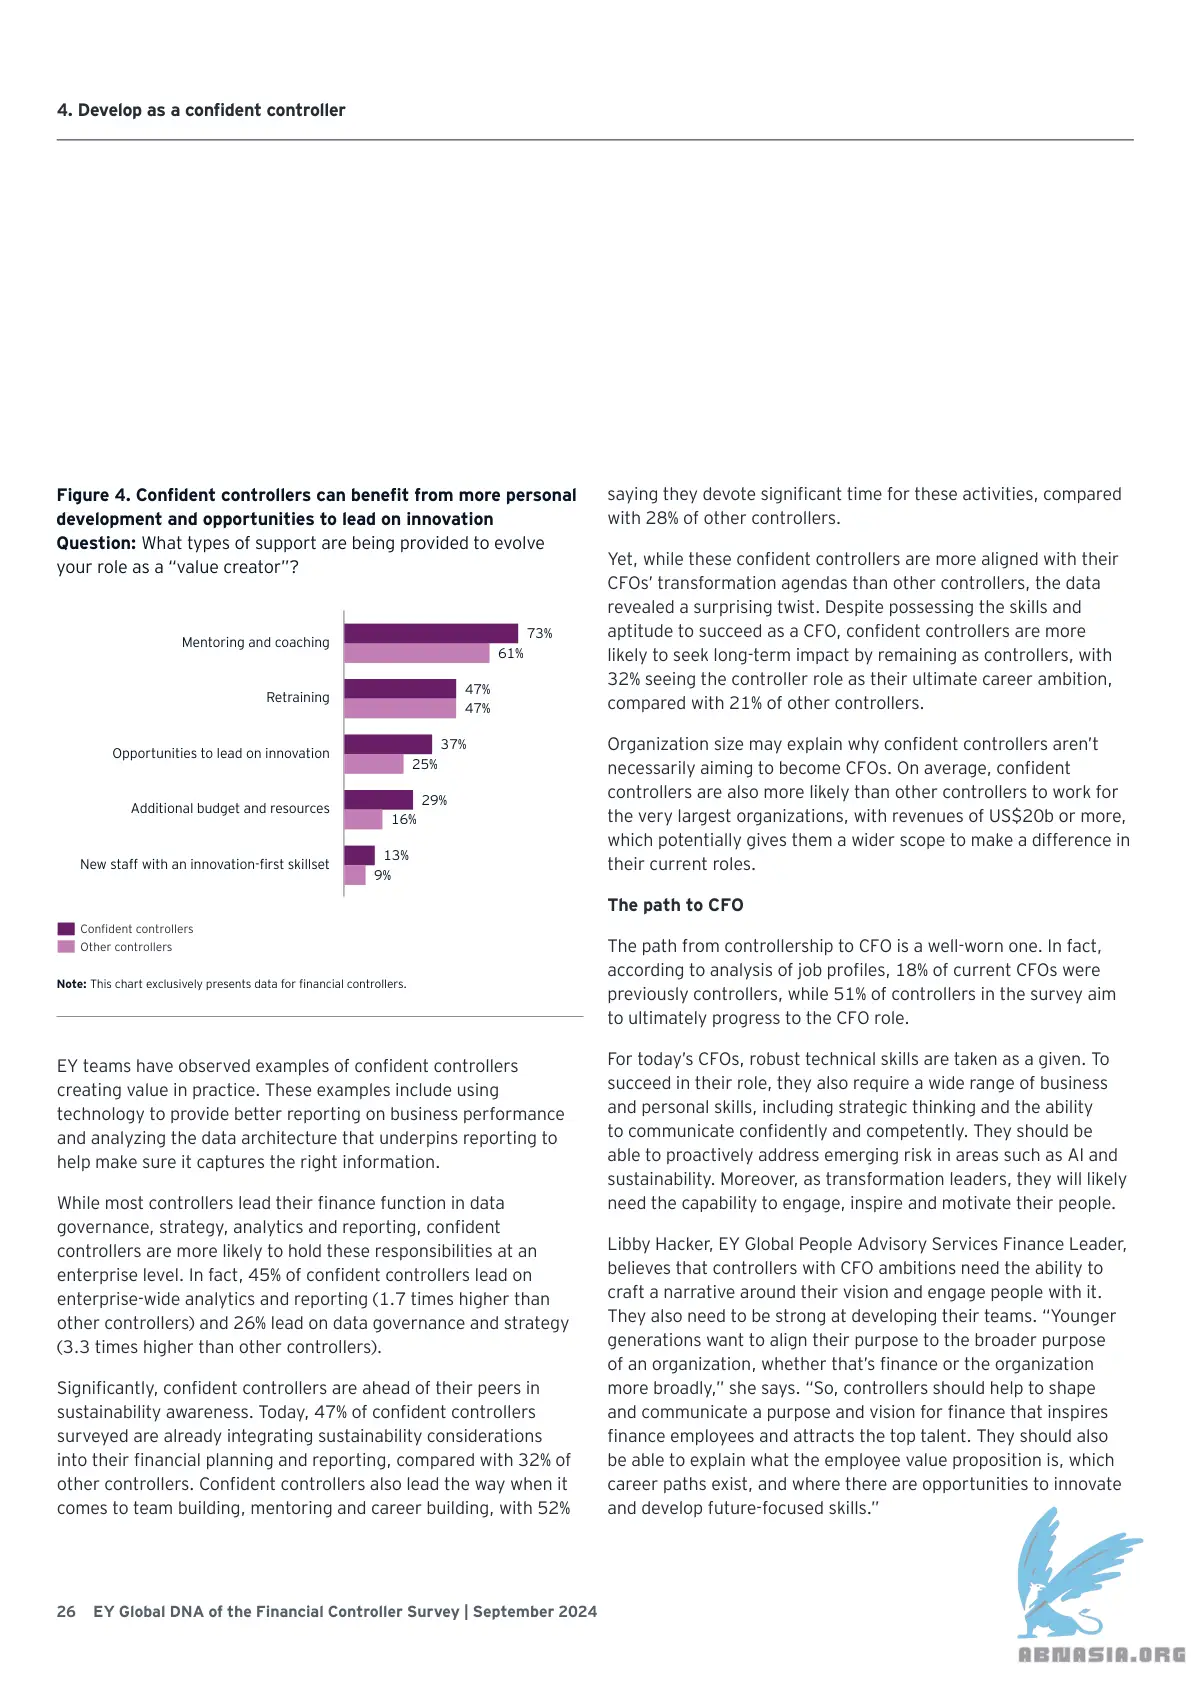 4. Develop as a confident controller
Figure 4. Confident controllers can benefit from more personal
development and opportunities to lead on innovation
Question: What types of support are being provided to evolve
your role as a “value creator”?
Mentoring and coaching
73%
61%
Retraining
47%
47%
Opportunities to lead on innovation
37%
25%
Additional budget and resources
29%
16%
New staff with an innovation-first skillset
13%
9%
Confident controllers
Other controllers
Note: This chart exclusively presents data for financial controllers.
EY teams have observed examples of confident controllers
creating value in practice. These examples include using
technology to provide better reporting on business performance
and analyzing the data architecture that underpins reporting to
help make sure it captures the right information.
While most controllers lead their finance function in data
governance, strategy, analytics and reporting, confident
controllers are more likely to hold these responsibilities at an
enterprise level. In fact, 45% of confident controllers lead on
enterprise-wide analytics and reporting (1.7 times higher than
other controllers) and 26% lead on data governance and strategy
(3.3 times higher than other controllers).
Significantly, confident controllers are ahead of their peers in
sustainability awareness. Today, 47% of confident controllers
surveyed are already integrating sustainability considerations
into their financial planning and reporting, compared with 32% of
other controllers. Confident controllers also lead the way when it
comes to team building, mentoring and career building, with 52%
saying they devote significant time for these activities, compared
with 28% of other controllers.
Yet, while these confident controllers are more aligned with their
CFOs’ transformation agendas than other controllers, the data
revealed a surprising twist. Despite possessing the skills and
aptitude to succeed as a CFO, confident controllers are more
likely to seek long-term impact by remaining as controllers, with
32% seeing the controller role as their ultimate career ambition,
compared with 21% of other controllers.
Organization size may explain why confident controllers aren’t
necessarily aiming to become CFOs. On average, confident
controllers are also more likely than other controllers to work for
the very largest organizations, with revenues of US$20b or more,
which potentially gives them a wider scope to make a difference in
their current roles.
The path to CFO
The path from controllership to CFO is a well-worn one. In fact,
according to analysis of job profiles, 18% of current CFOs were
previously controllers, while 51% of controllers in the survey aim
to ultimately progress to the CFO role.
For today’s CFOs, robust technical skills are taken as a given. To
succeed in their role, they also require a wide range of business
and personal skills, including strategic thinking and the ability
to communicate confidently and competently. They should be
able to proactively address emerging risk in areas such as AI and
sustainability. Moreover, as transformation leaders, they will likely
need the capability to engage, inspire and motivate their people.
Libby Hacker, EY Global People Advisory Services Finance Leader,
believes that controllers with CFO ambitions need the ability to
craft a narrative around their vision and engage people with it.
They also need to be strong at developing their teams. “Younger
generations want to align their purpose to the broader purpose
of an organization, whether that’s finance or the organization
more broadly,” she says. “So, controllers should help to shape
and communicate a purpose and vision for finance that inspires
finance employees and attracts the top talent. They should also
be able to explain what the employee value proposition is, which
career paths exist, and where there are opportunities to innovate
and develop future-focused skills.”
26 EY Global DNA of the Financial Controller Survey | September 2024
ABNASIA.ORG